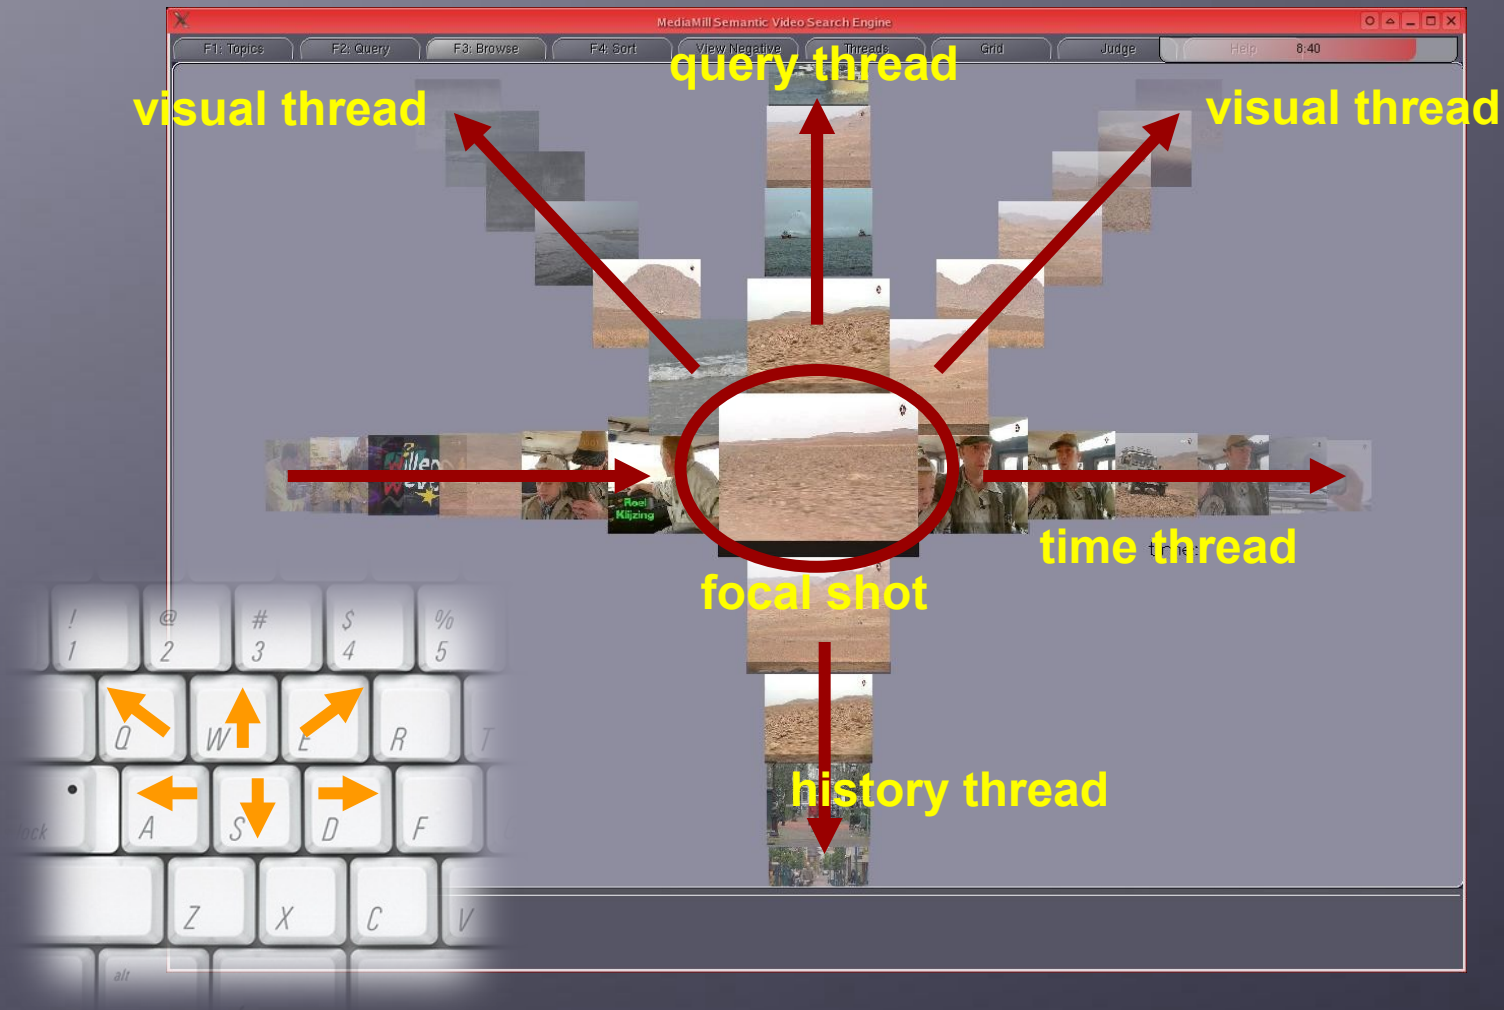 MediaMill Semantic Video Search Engine
F1: Topics
F2: Query
F3: Browse
F4: Sort
View Negative
Threads
Grid
Judge
Help
8:40
query thread
visual thread
visual thread
Roel
Klijzing
time thread
focal shot
history thread
!
1
@
2
#
3
$
4
%
5
Q
W
E
R
T
A
S
D
F
Z
X
C
V
alt